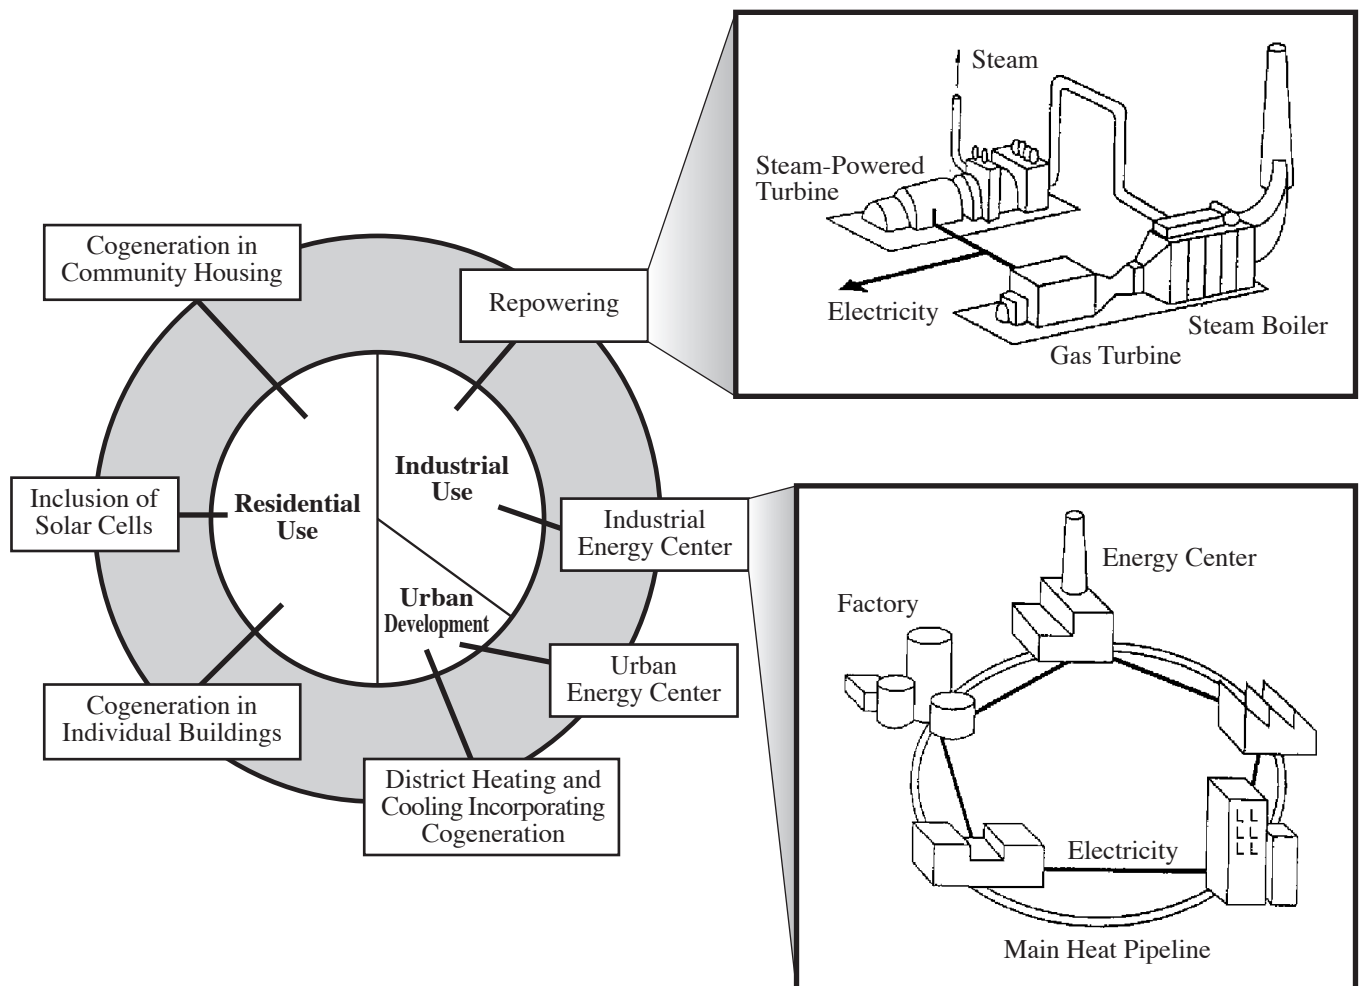 Steam
Steam-Powered
Turbine
Electricity
Steam Boiler
Gas Turbine
Cogeneration in
Community Housing
Repowering
Industrial
Use
Residential
Use
Inclusion of
Solar Cells
Industrial
Energy Center
Urban
Development
Urban
Energy Center
Cogeneration in
Individual Buildings
District Heating and
Cooling Incorporating
Cogeneration
Energy Center
Factory
Electricity
Main Heat Pipeline